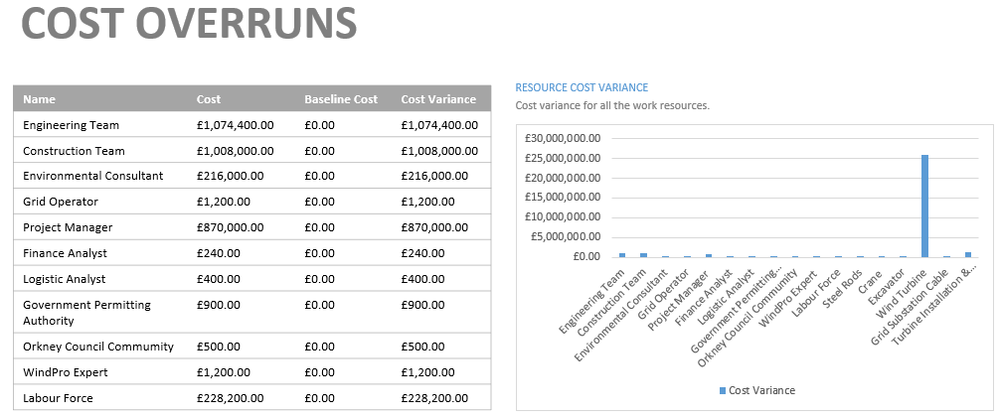 COST OVERRUNS
Name Cost Baseline Cost Cost Variance
Engineering Team £1,074,400.00 £0.00 £1,074,400.00
Construction Team £1,008,000.00 £0.00 £1,008,000.00
Environmental Consultant £216,000.00 £0.00 £216,000.00
Grid Operator £1,200.00 £0.00 £1,200.00
Project Manager £870,000.00 £0.00 £870,000.00
Finance Analyst £240.00 £0.00 £240.00
Logistic Analyst £400.00 £0.00 £400.00
Government Permitting £900.00 £0.00 £900.00
Authority
Orkney Council Commumity £500.00 £0.00 £500.00
WindPro Expert £1,200.00 £0.00 £1,200.00
Labour Force £228,200.00 £0.00 £228,200.00
RESOURCE COST VARIANCE
Cost variance for all the work resources.
£30,000,000.00
£25,000,000.00
£20,000,000.00
£15,000,000.00
£10,000,000.00
£5,000,000.00
£0.00
Engineering Team
Construction Team
Environmental Consultant
Grid Operator
Project Manager
Finance Analyst
Logistic Analyst
Government Permitting...
Orkney Council Commumity
WindPro Expert
Labour Force
Steel Rods
Crane
Excavator
Wind Turbine
Grid Substation Cable
Turbine Installation &...
Cost Variance